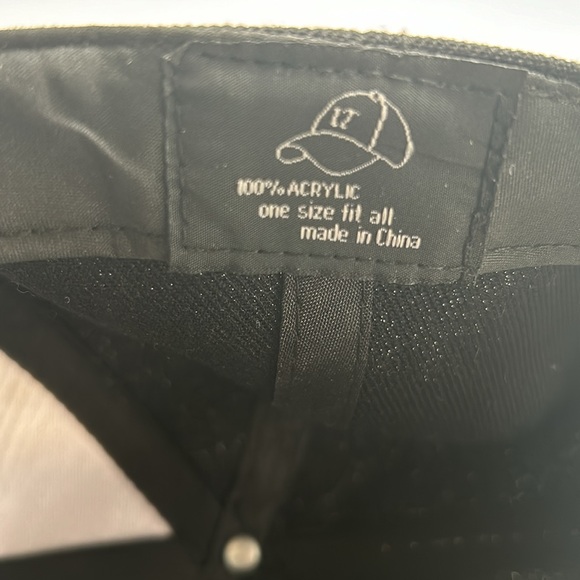 17
100% ACRYLIC
one size fit all
made in China